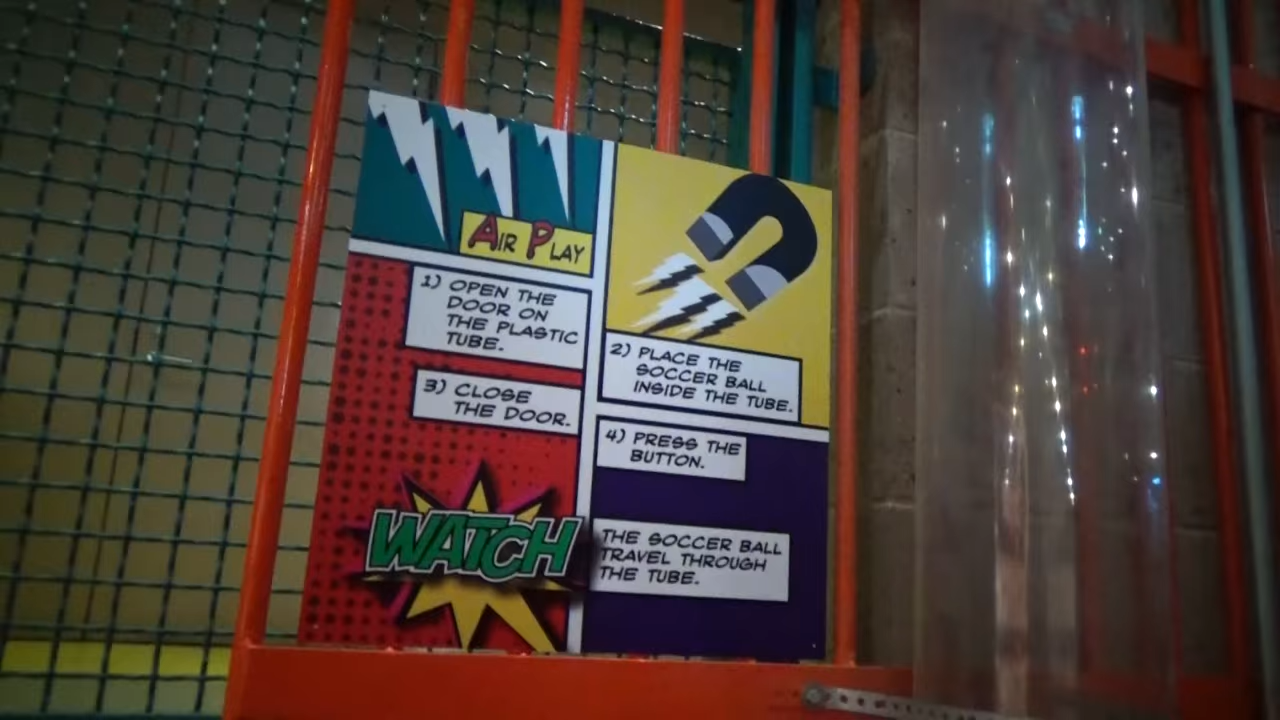 AIR PLAY
1) OPEN THE
DOOR ON
THE PLASTIC
TUBE.
2) PLACE THE
SOCCER BALL
INSIDE THE TUBE.
3) CLOSE
THE DOOR.
4) PRESS THE
BUTTON.
WATCH
THE SOCCER BALL
TRAVEL THROUGH
THE TUBE.